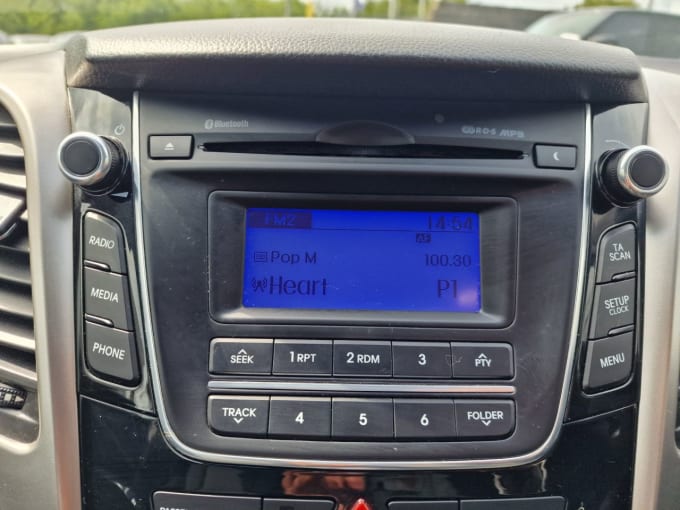 Bluetooth
R·D·S MP3
FM2 14:54
AF
Pop M 100.30
Heart P1
RADIO
MEDIA
PHONE
TA
SCAN
SETUP
CLOCK
MENU
SEEK 1 RPT 2 RDM 3 PTY
TRACK 4 5 6 FOLDER